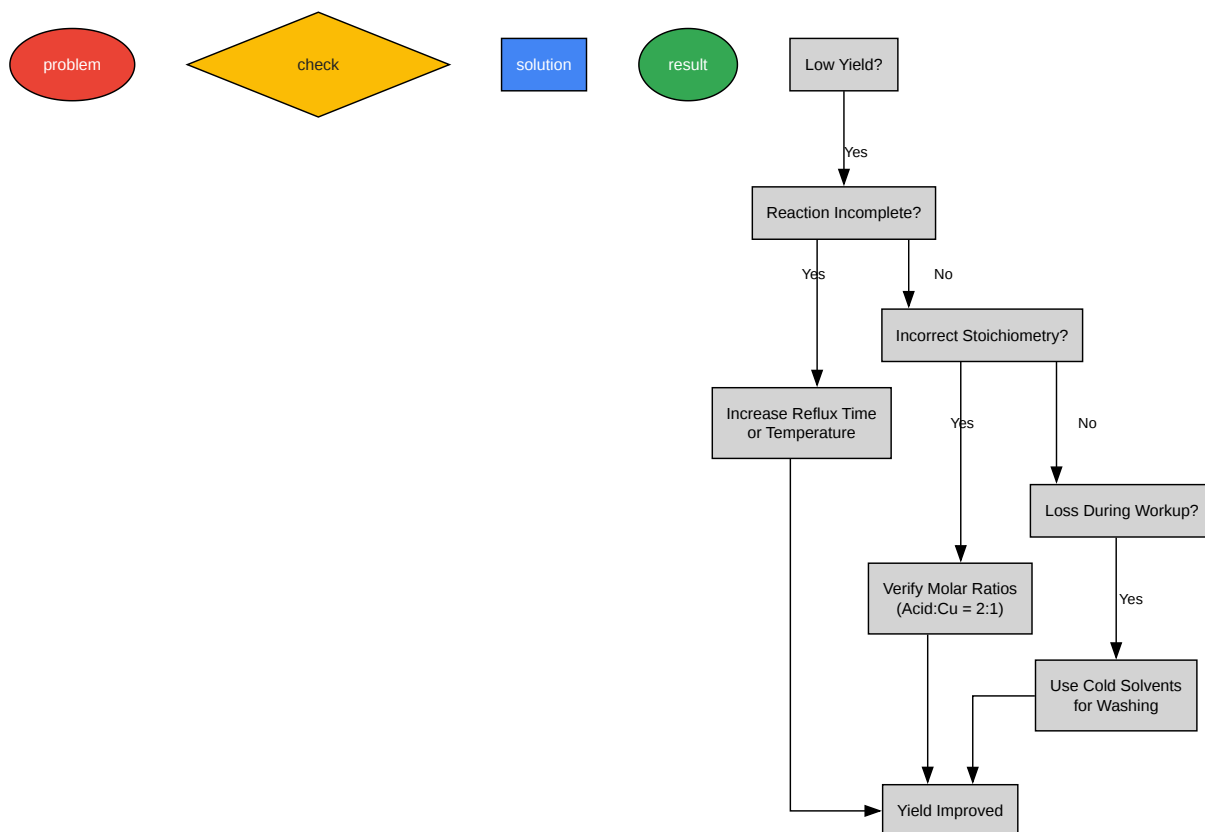 problem
check
solution
result
Low Yield?
Yes
Reaction Incomplete?
Yes
No
Incorrect Stoichiometry?
Increase Reflux Time
or Temperature
Yes
No
Loss During Workup?
Verify Molar Ratios
(Acid:Cu = 2:1)
Yes
Use Cold Solvents
for Washing
Yield Improved